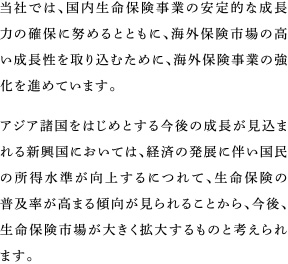 当社では、国内生命保険事業の安定的な成長
力の確保に努めるとともに、海外保険市場の高
い成長性を取り込むために、海外保険事業の強
化を進めています。
アジア諸国をはじめとする今後の成長が見込ま
れる新興国においては、経済の発展に伴い国民
の所得水準が向上するにつれて、生命保険の
普及率が高まる傾向が見られることから、今後、
生命保険市場が大きく拡大するものと考えられ
ます。